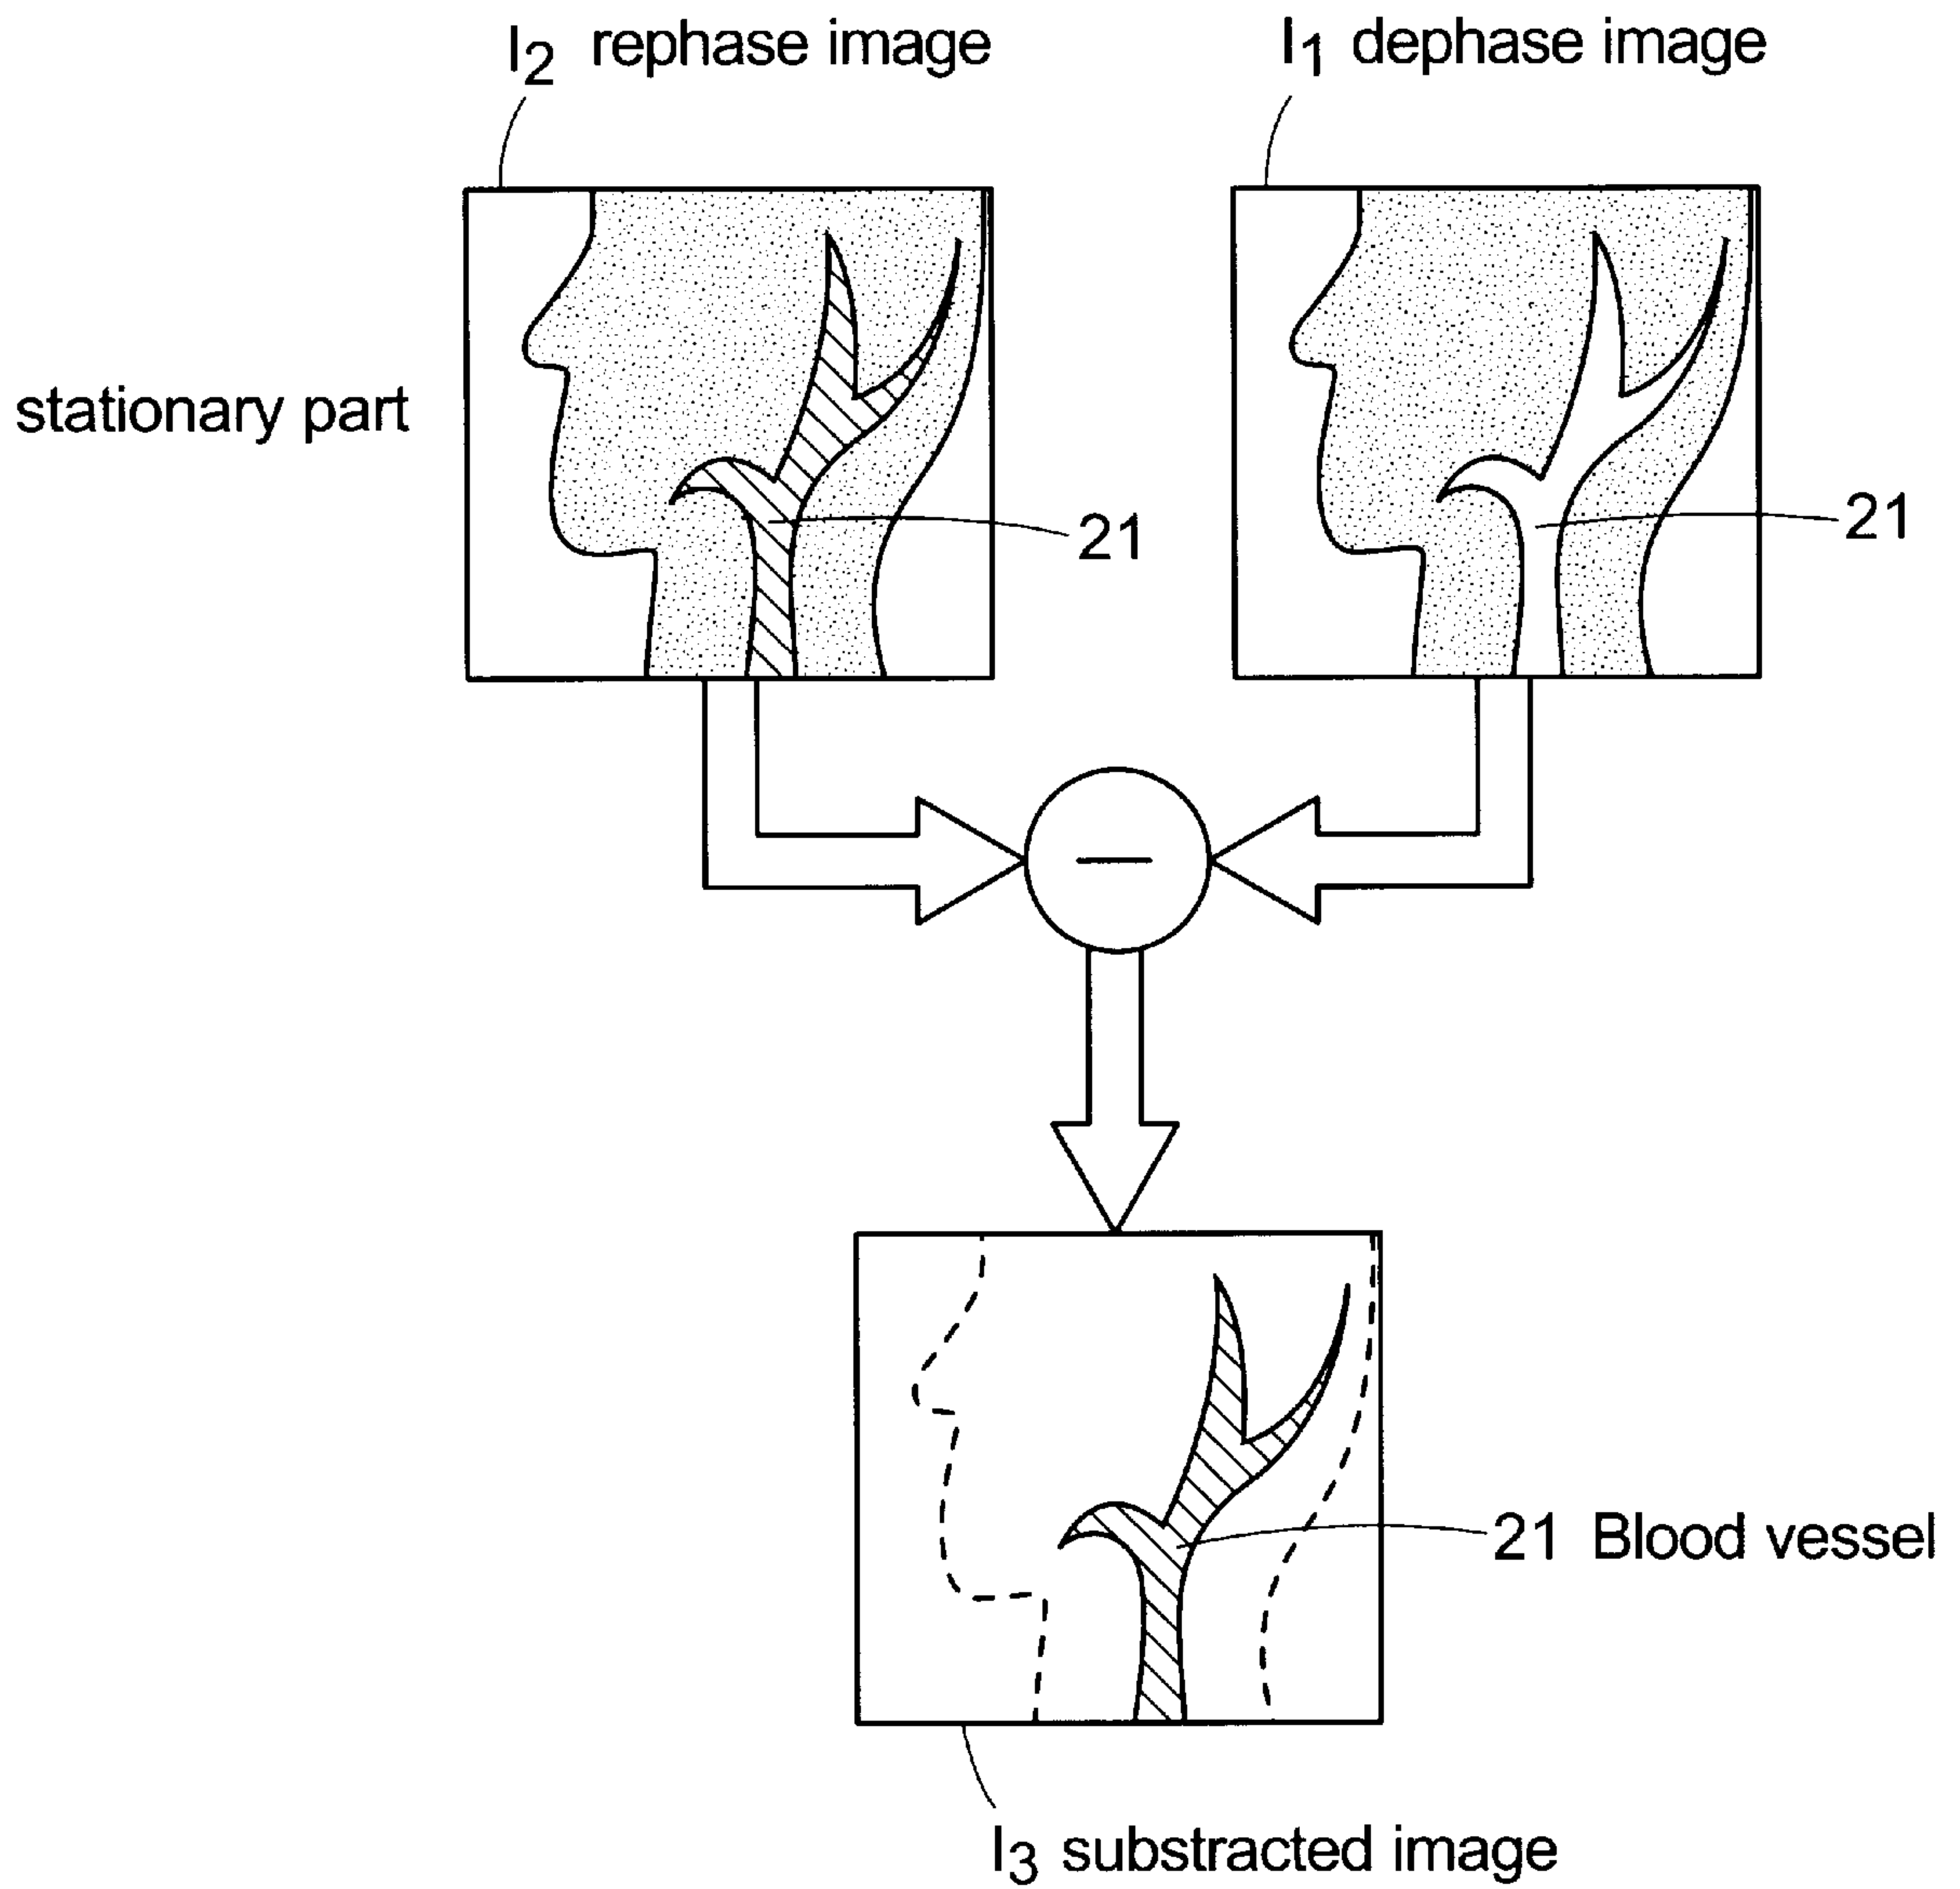 I2 rephase image
I1 dephase image
stationary part
21
21
21 Blood vessel
I3 substracted image